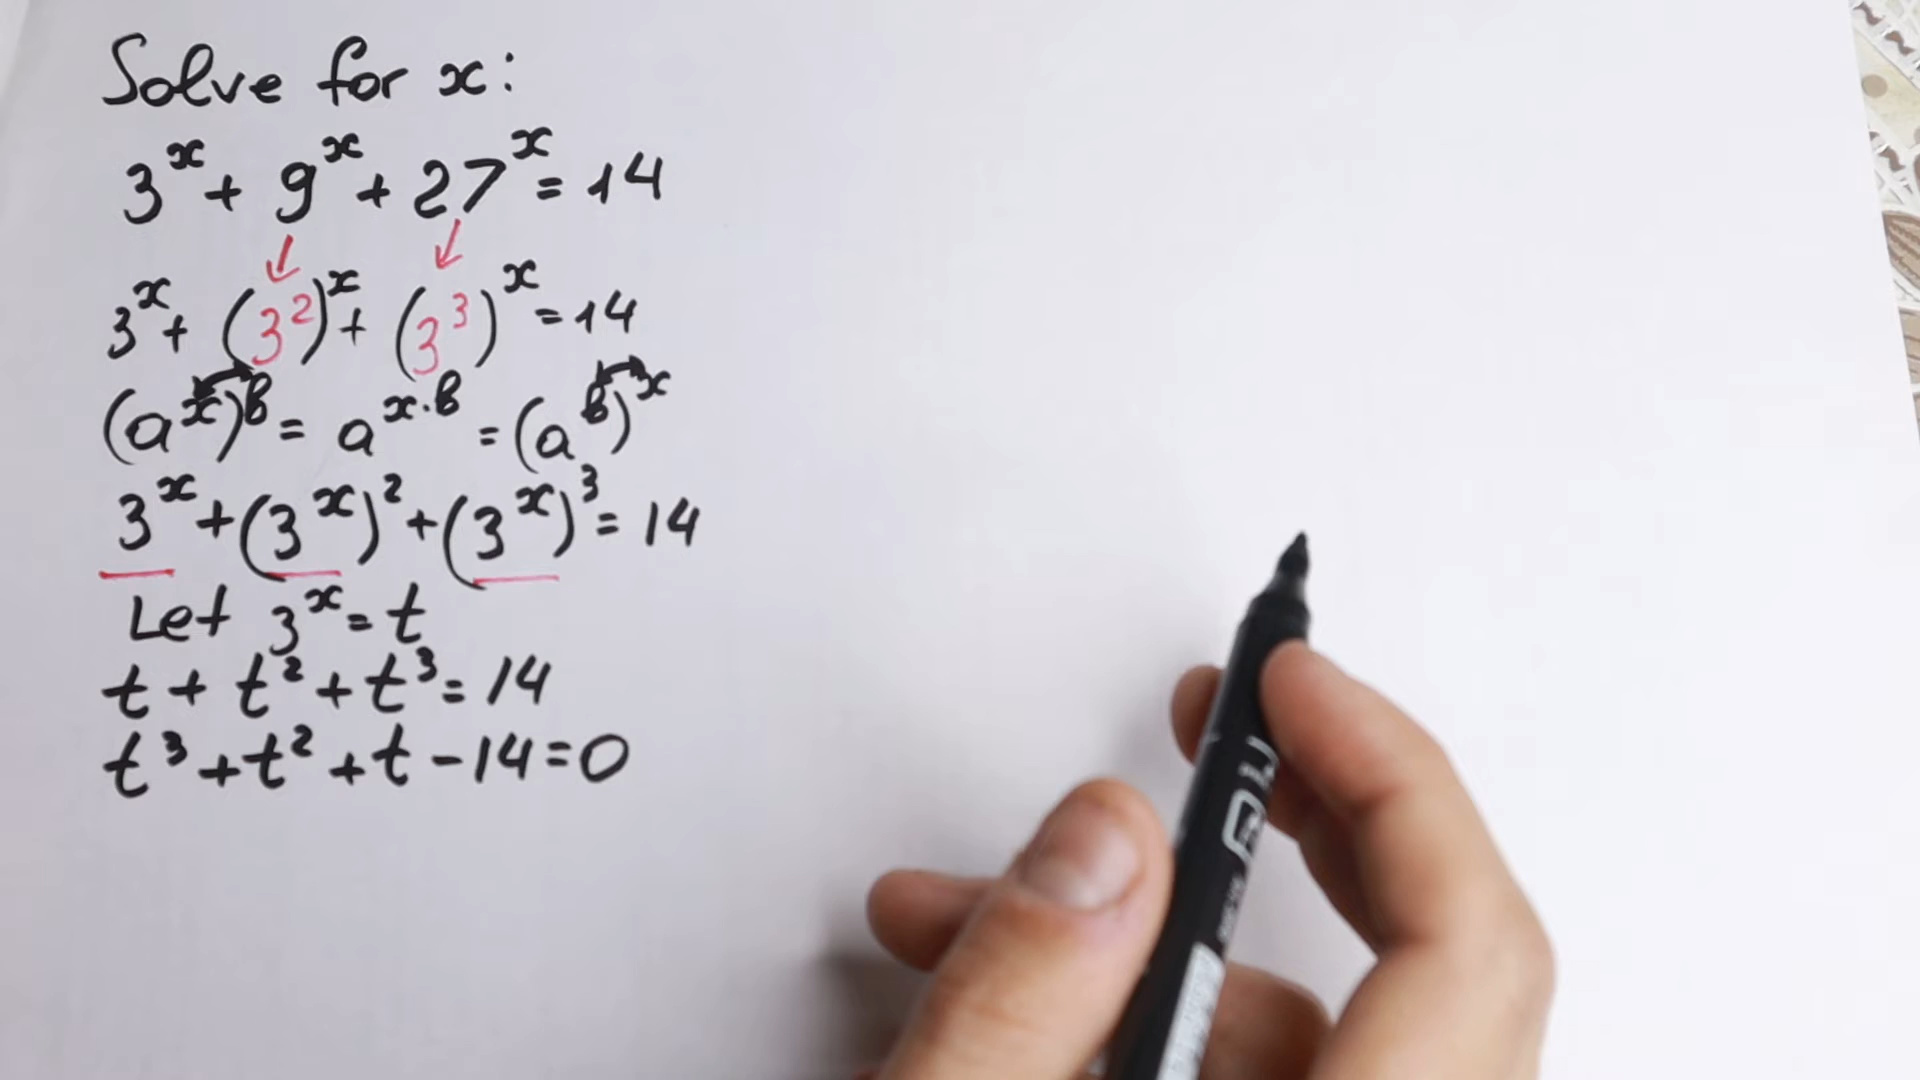 Solve for x:
3^x + 9^x + 27^x = 14
3^x + (3^2)^x + (3^3)^x = 14
(a^x)^b = a^(x·b) = (a^b)^x
3^x + (3^x)^2 + (3^x)^3 = 14
Let 3^x = t
t + t^2 + t^3 = 14
t^3 + t^2 + t - 14 = 0